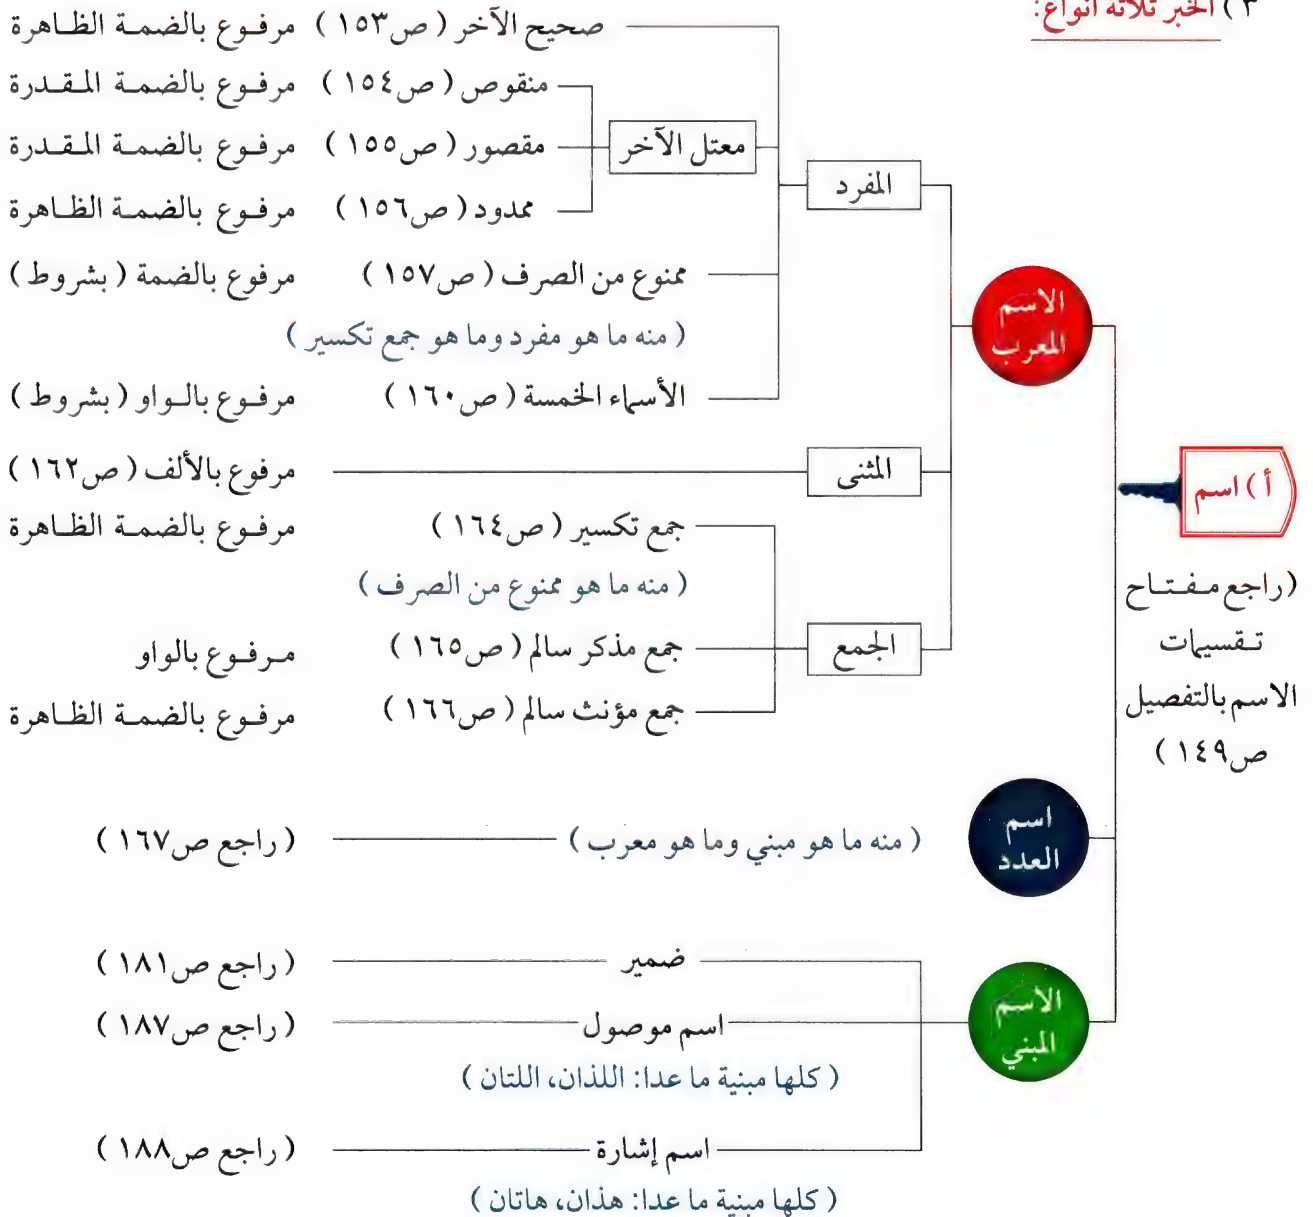 ٣ ) الخبر ثلاثة أنواع:
أ ) اسم
( راجع مفتاح
تقسيمات
الاسم بالتفصيل
ص١٤٩ )
الاسم
المعرب
المفرد
صحيح الآخر ( ص١٥٣ ) مرفوع بالضمة الظاهرة
معتل الآخر
منقوص ( ص١٥٤ ) مرفوع بالضمة المقدرة
مقصور ( ص١٥٥ ) مرفوع بالضمة المقدرة
ممدود ( ص١٥٦ ) مرفوع بالضمة الظاهرة
ممنوع من الصرف ( ص١٥٧ ) مرفوع بالضمة ( بشروط )
( منه ما هو مفرد وما هو جمع تكسير )
الأسماء الخمسة ( ص١٦٠ ) مرفوع بالواو ( بشروط )
المثنى
مرفوع بالألف ( ص١٦٢ )
الجمع
جمع تكسير ( ص١٦٤ ) مرفوع بالضمة الظاهرة
( منه ما هو ممنوع من الصرف )
جمع مذكر سالم ( ص١٦٥ ) مرفوع بالواو
جمع مؤنث سالم ( ص١٦٦ ) مرفوع بالضمة الظاهرة
اسم
العدد
( منه ما هو مبني وما هو معرب ) ( راجع ص١٦٧ )
الاسم
المبني
ضمير ( راجع ص١٨١ )
اسم موصول ( راجع ص١٨٧ )
( كلها مبنية ما عدا: اللذان، اللتان )
اسم إشارة ( راجع ص١٨٨ )
( كلها مبنية ما عدا: هذان، هاتان )